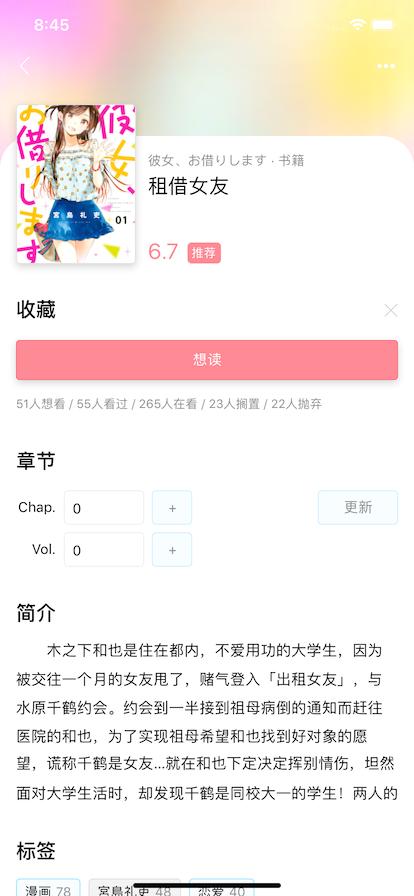 8:45
彼女、お借りします
宮島礼吏
01
彼女、お借りします · 书籍
租借女友
6.7 推荐
收藏
想读
51人想看 / 55人看过 / 265人在看 / 23人搁置 / 22人抛弃
章节
Chap. 0 + 更新
Vol. 0 +
简介
木之下和也是住在都内，不爱用功的大学生，因为
被交往一个月的女友甩了，赌气登入「出租女友」，与
水原千鹤约会。约会到一半接到祖母病倒的通知而赶往
医院的和也，为了实现祖母希望和也找到好对象的愿
望，谎称千鹤是女友...就在和也下定决定挥别情伤，坦然
面对大学生活时，却发现千鹤是同校大一的学生！两人的
标签
漫画 78 宮島礼吏 48 恋爱 40